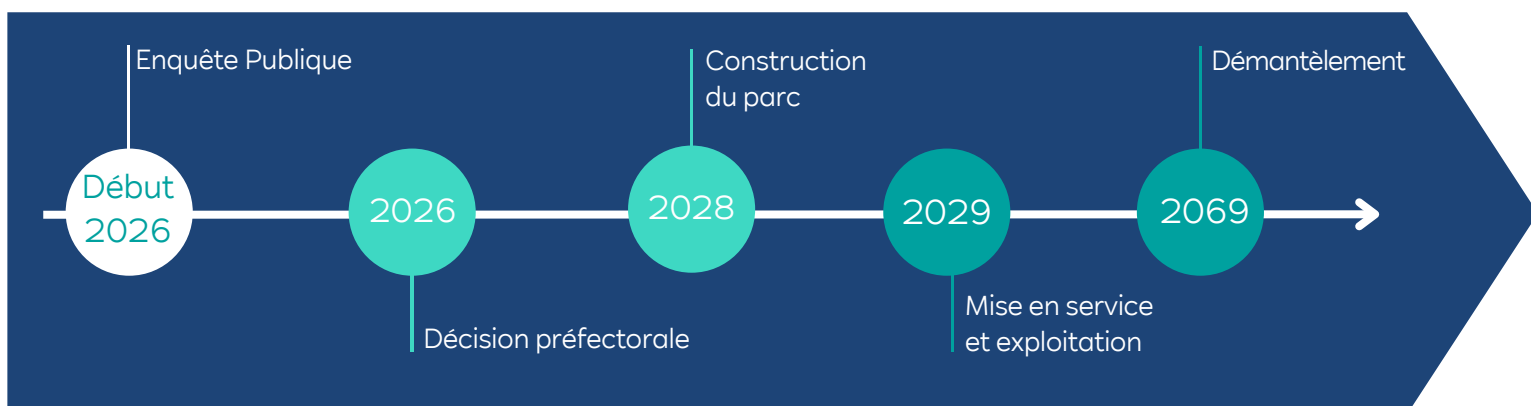 Enquête Publique
Début
2026
2026
Décision préfectorale
Construction
du parc
2028
2029
Mise en service
et exploitation
Démantèlement
2069